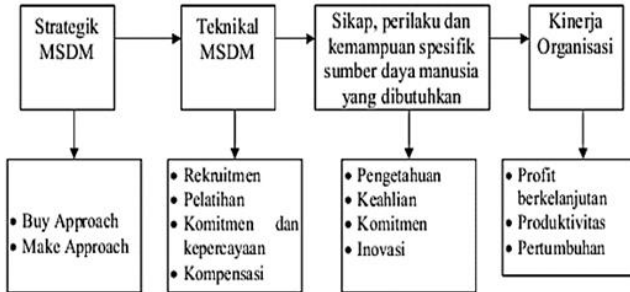 Strategik
MSDM
Teknikal
MSDM
Sikap, perilaku dan
kemampuan spesifik
sumber daya manusia
yang dibutuhkan
Kinerja
Organisasi
• Buy Approach
• Make Approach
• Rekruitmen
• Pelatihan
• Komitmen dan
kepercayaan
• Kompensasi
• Pengetahuan
• Keahlian
• Komitmen
• Inovasi
• Profit
berkelanjutan
• Produktivitas
• Pertumbuhan